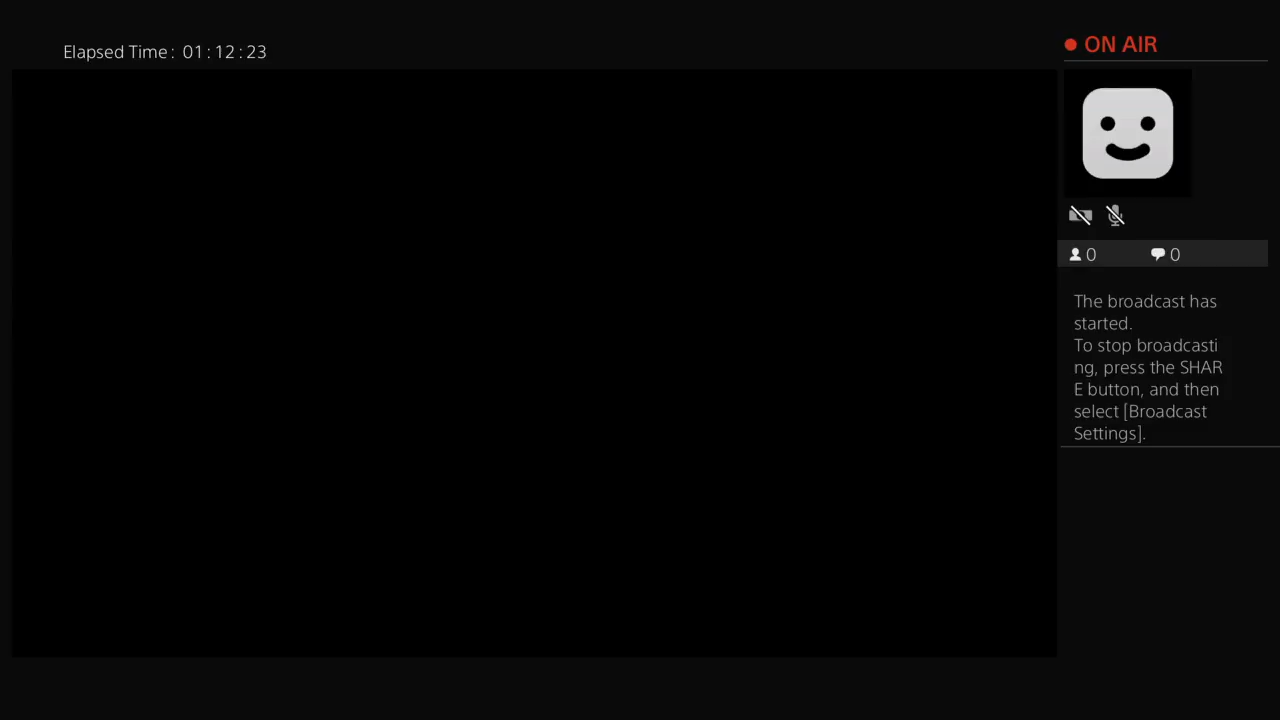 Elapsed Time: 01:12:23
ON AIR
0 0
The broadcast has
started.
To stop broadcasti
ng, press the SHAR
E button, and then
select [Broadcast
Settings].